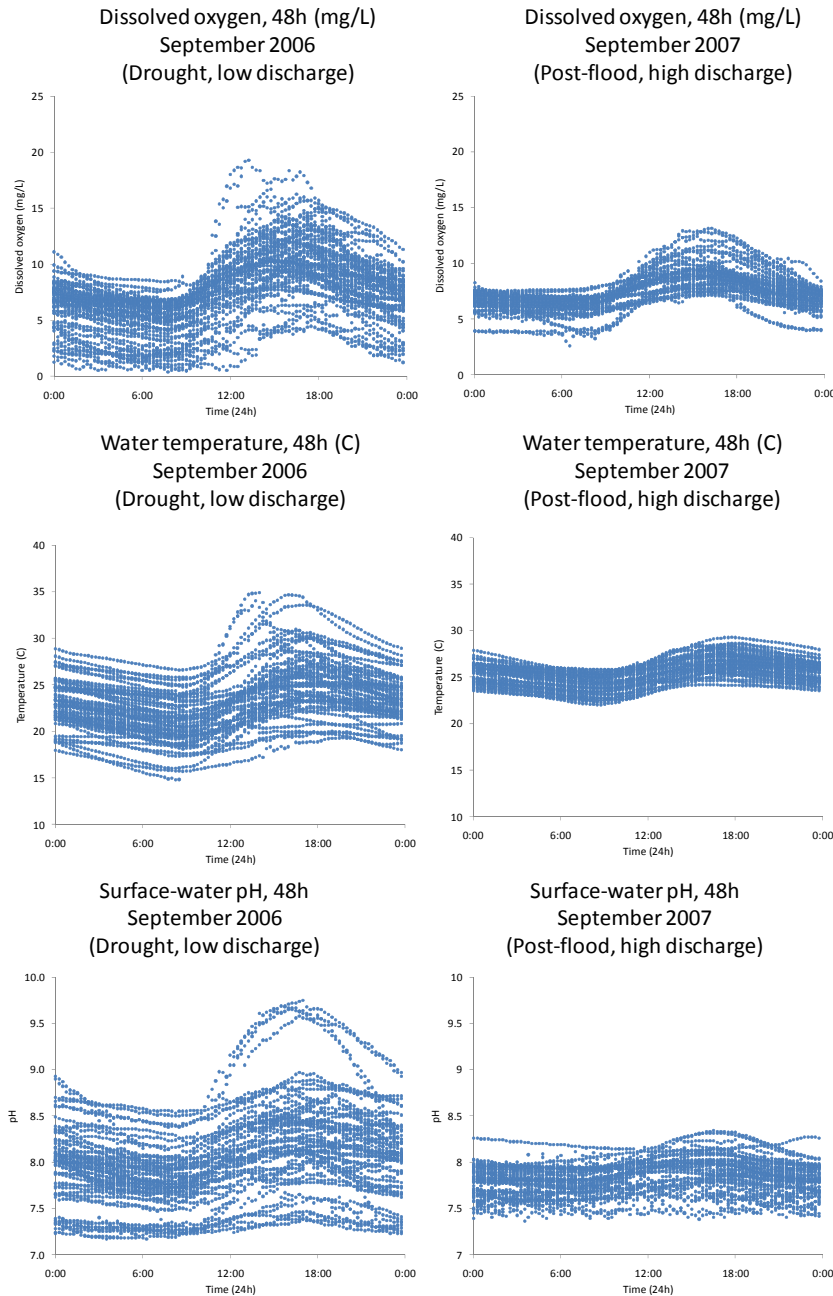 Dissolved oxygen, 48h (mg/L)
September 2006
(Drought, low discharge)
25
20
15
10
5
0
Dissolved oxygen (mg/L)
0:00 6:00 12:00 18:00 0:00
Time (24h)
Dissolved oxygen, 48h (mg/L)
September 2007
(Post-flood, high discharge)
25
20
15
10
5
0
Dissolved oxygen (mg/L)
0:00 6:00 12:00 18:00 0:00
Time (24h)
Water temperature, 48h (C)
September 2006
(Drought, low discharge)
40
35
30
25
20
15
10
Temperature (C)
0:00 6:00 12:00 18:00 0:00
Time (24h)
Water temperature, 48h (C)
September 2007
(Post-flood, high discharge)
40
35
30
25
20
15
10
Temperature (C)
0:00 6:00 12:00 18:00 0:00
Time (24h)
Surface-water pH, 48h
September 2006
(Drought, low discharge)
10.0
9.5
9.0
8.5
8.0
7.5
7.0
pH
0:00 6:00 12:00 18:00 0:00
Time (24h)
Surface-water pH, 48h
September 2007
(Post-flood, high discharge)
10
9.5
9
8.5
8
7.5
7
pH
0:00 6:00 12:00 18:00 0:00
Time (24h)